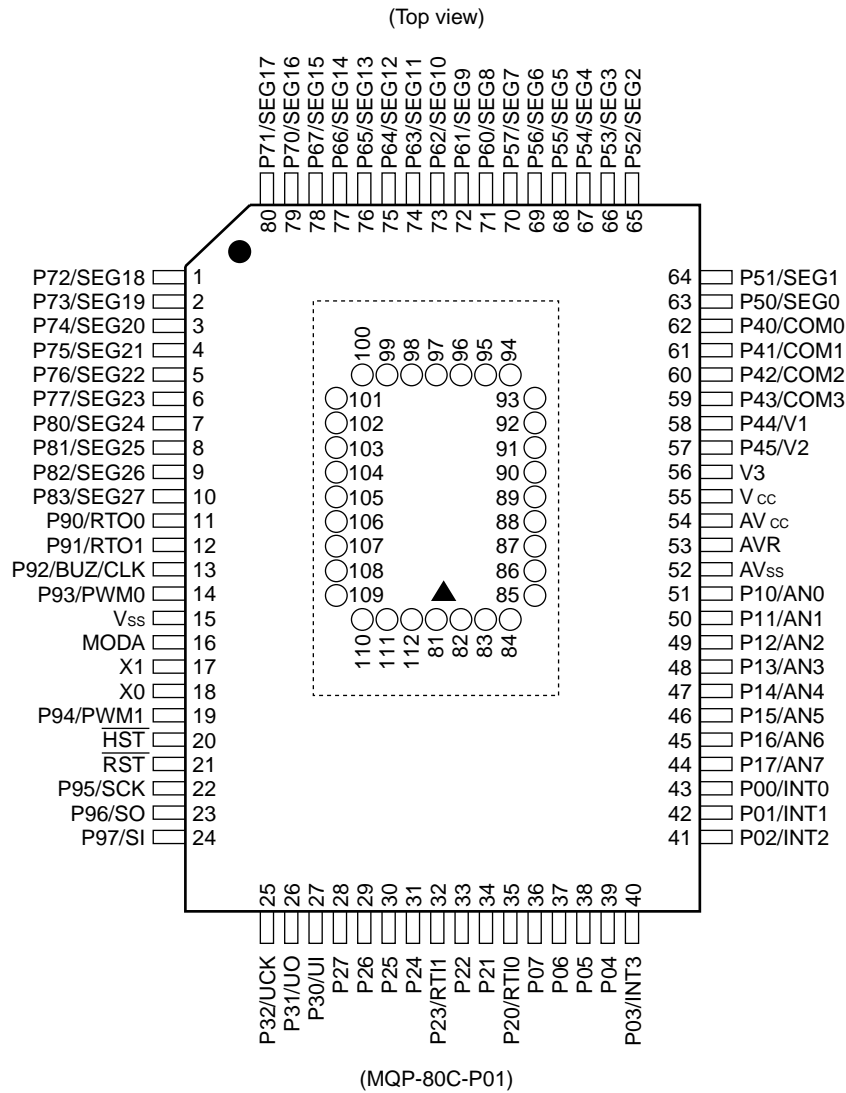 (Top view)
P71/SEG17
P70/SEG16
P67/SEG15
P66/SEG14
P65/SEG13
P64/SEG12
P63/SEG11
P62/SEG10
P61/SEG9
P60/SEG8
P57/SEG7
P56/SEG6
P55/SEG5
P54/SEG4
P53/SEG3
P52/SEG2
80 79 78 77 76 75 74 73 72 71 70 69 68 67 66 65
P72/SEG18 1
P73/SEG19 2
P74/SEG20 3
P75/SEG21 4
P76/SEG22 5
P77/SEG23 6
P80/SEG24 7
P81/SEG25 8
P82/SEG26 9
P83/SEG27 10
P90/RTO0 11
P91/RTO1 12
P92/BUZ/CLK 13
P93/PWM0 14
Vss 15
MODA 16
X1 17
X0 18
P94/PWM1 19
HST 20
RST 21
P95/SCK 22
P96/SO 23
P97/SI 24
100 99 98 97 96 95 94
101 93
102 92
103 91
104 90
105 89
106 88
107 87
108 86
109 85
110 111 112 81 82 83 84
64 P51/SEG1
63 P50/SEG0
62 P40/COM0
61 P41/COM1
60 P42/COM2
59 P43/COM3
58 P44/V1
57 P45/V2
56 V3
55 Vcc
54 AVcc
53 AVR
52 AVss
51 P10/AN0
50 P11/AN1
49 P12/AN2
48 P13/AN3
47 P14/AN4
46 P15/AN5
45 P16/AN6
44 P17/AN7
43 P00/INT0
42 P01/INT1
41 P02/INT2
25 26 27 28 29 30 31 32 33 34 35 36 37 38 39 40
P32/UCK
P31/UO
P30/UI
P27
P26
P25
P24
P23/RTI1
P22
P21
P20/RTI0
P07
P06
P05
P04
P03/INT3
(MQP-80C-P01)